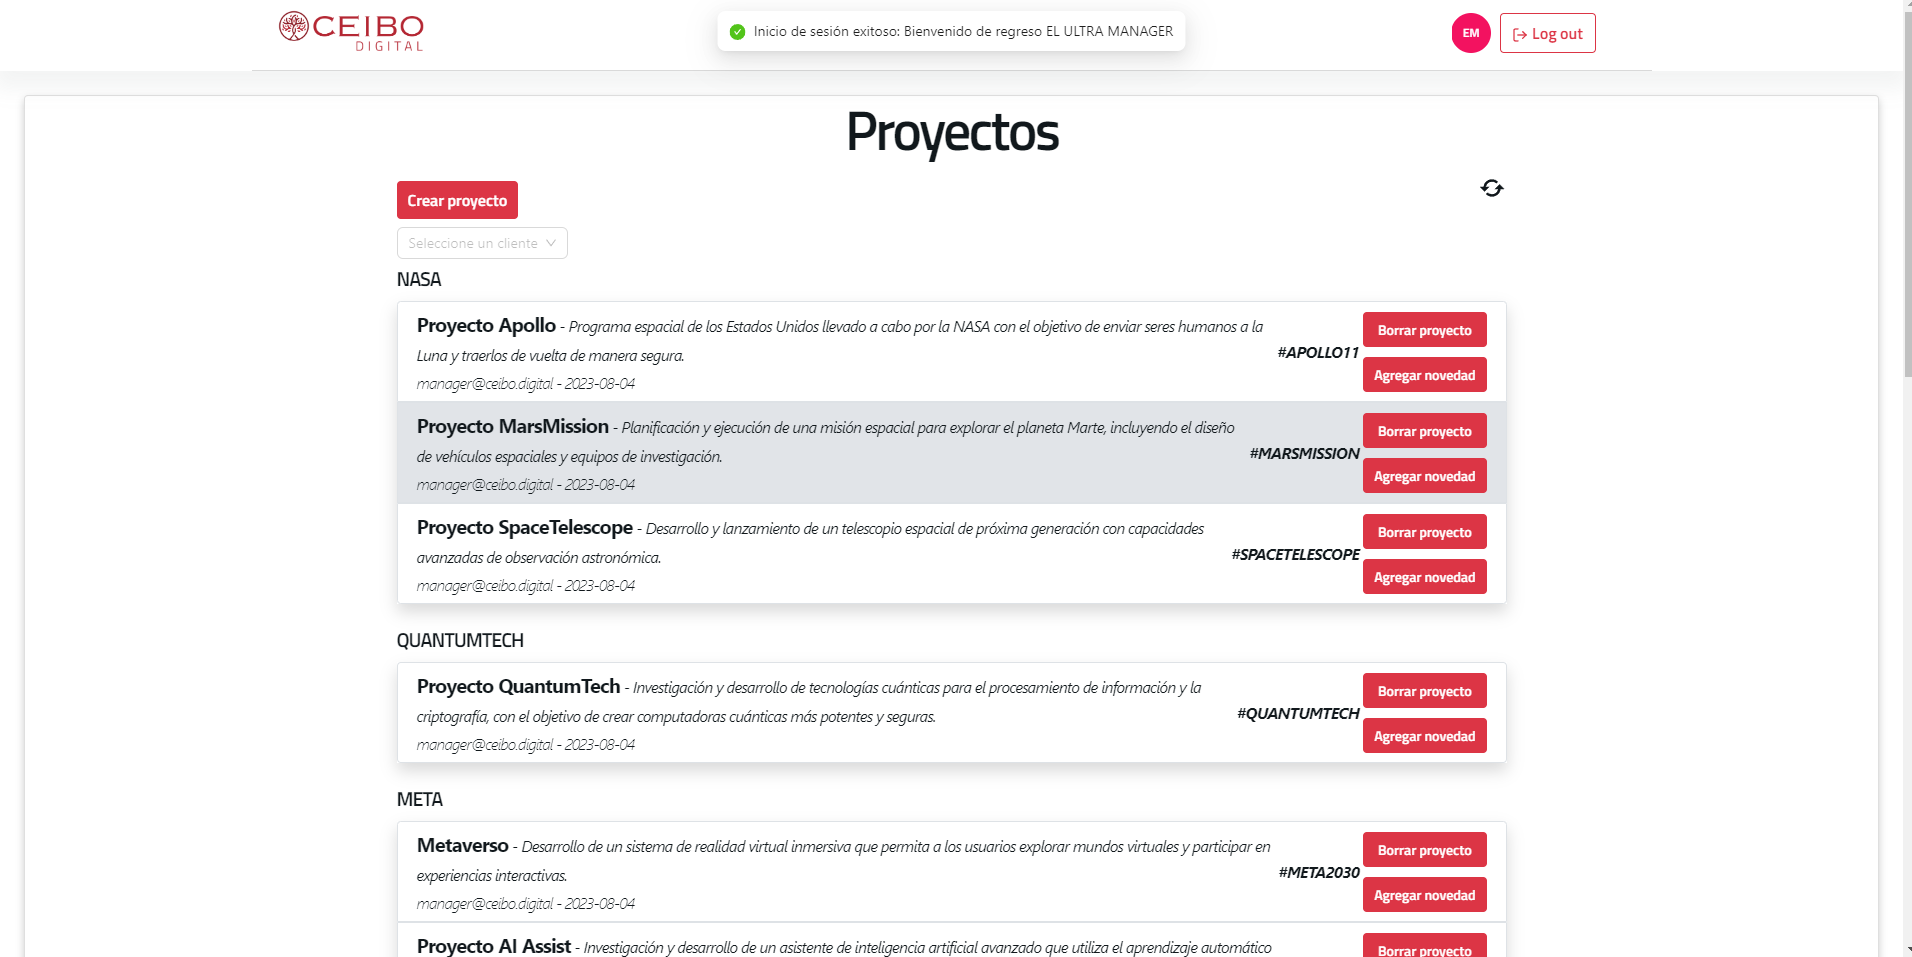 CEIBO
DIGITAL
Inicio de sesión exitoso: Bienvenido de regreso EL ULTRA MANAGER
EM
Log out
Proyectos
Crear proyecto
Seleccione un cliente
NASA
Proyecto Apollo - Programa espacial de los Estados Unidos llevado a cabo por la NASA con el objetivo de enviar seres humanos a la
Luna y traerlos de vuelta de manera segura.
manager@ceibo.digital - 2023-08-04
#APOLLO11
Borrar proyecto
Agregar novedad
Proyecto MarsMission - Planificación y ejecución de una misión espacial para explorar el planeta Marte, incluyendo el diseño
de vehículos espaciales y equipos de investigación.
manager@ceibo.digital - 2023-08-04
#MARSMISSION
Borrar proyecto
Agregar novedad
Proyecto SpaceTelescope - Desarrollo y lanzamiento de un telescopio espacial de próxima generación con capacidades
avanzadas de observación astronómica.
manager@ceibo.digital - 2023-08-04
#SPACETELESCOPE
Borrar proyecto
Agregar novedad
QUANTUMTECH
Proyecto QuantumTech - Investigación y desarrollo de tecnologías cuánticas para el procesamiento de información y la
criptografía, con el objetivo de crear computadoras cuánticas más potentes y seguras.
manager@ceibo.digital - 2023-08-04
#QUANTUMTECH
Borrar proyecto
Agregar novedad
META
Metaverso - Desarrollo de un sistema de realidad virtual inmersiva que permita a los usuarios explorar mundos virtuales y participar en
experiencias interactivas.
manager@ceibo.digital - 2023-08-04
#META2030
Borrar proyecto
Agregar novedad
Proyecto AI Assist - Investigación y desarrollo de un asistente de inteligencia artificial avanzado que utiliza el aprendizaje automático
Borrar proyecto